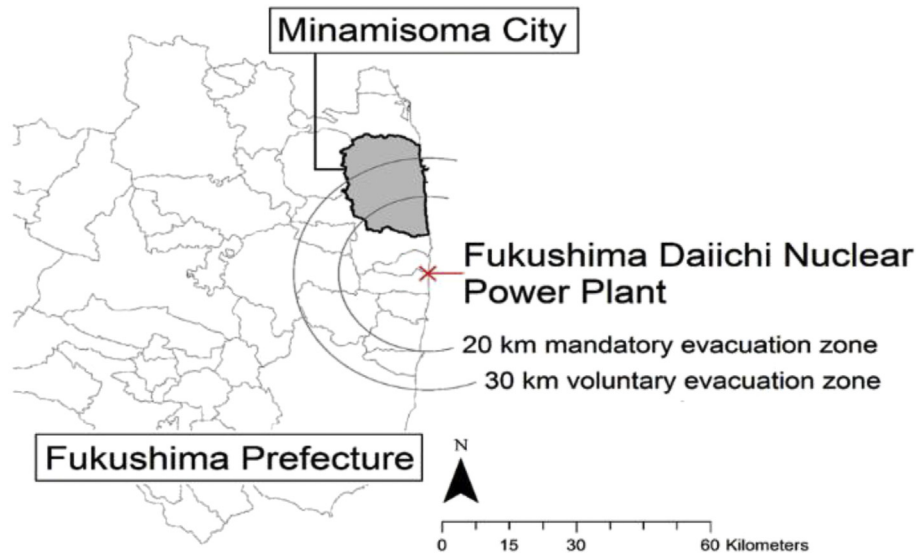 Minamisoma City
Fukushima Daiichi Nuclear
Power Plant
20 km mandatory evacuation zone
30 km voluntary evacuation zone
Fukushima Prefecture
N
0 15 30 60 Kilometers